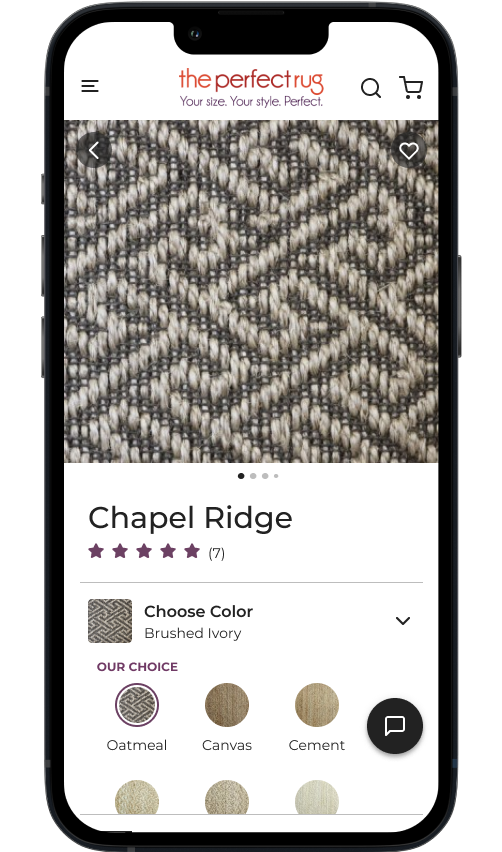 the perfect rug
Your size. Your style. Perfect.
Chapel Ridge
(7)
Choose Color
Brushed Ivory
OUR CHOICE
Oatmeal Canvas Cement